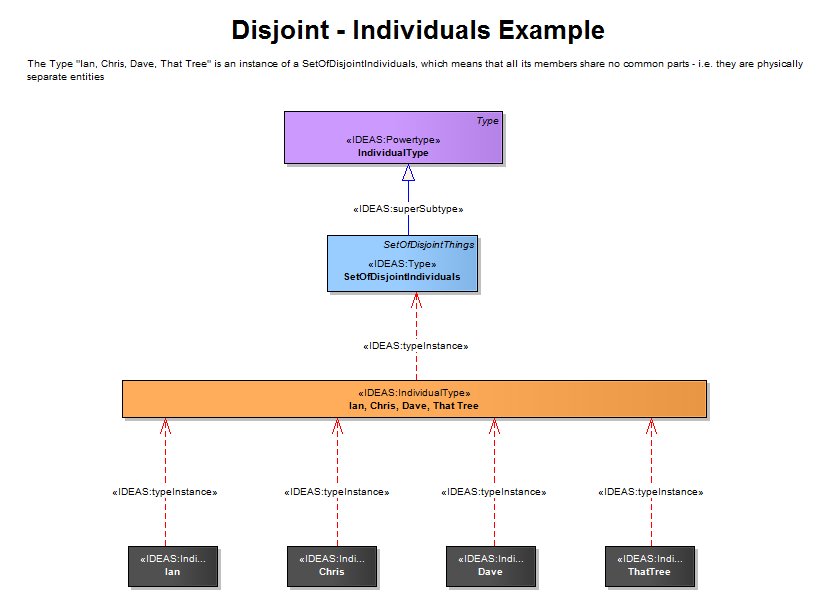 Disjoint - Individuals Example
The Type "Ian, Chris, Dave, That Tree" is an instance of a SetOfDisjointIndividuals, which means that all its members share no common parts - i.e. they are physically
separate entities
Type
«IDEAS:Powertype»
IndividualType
«IDEAS:superSubtype»
SetOfDisjointThings
«IDEAS:Type»
SetOfDisjointIndividuals
«IDEAS:typeInstance»
«IDEAS:IndividualType»
Ian, Chris, Dave, That Tree
«IDEAS:typeInstance» «IDEAS:typeInstance» «IDEAS:typeInstance» «IDEAS:typeInstance»
«IDEAS:Indi... «IDEAS:Indi... «IDEAS:Indi... «IDEAS:Indi...
Ian Chris Dave ThatTree